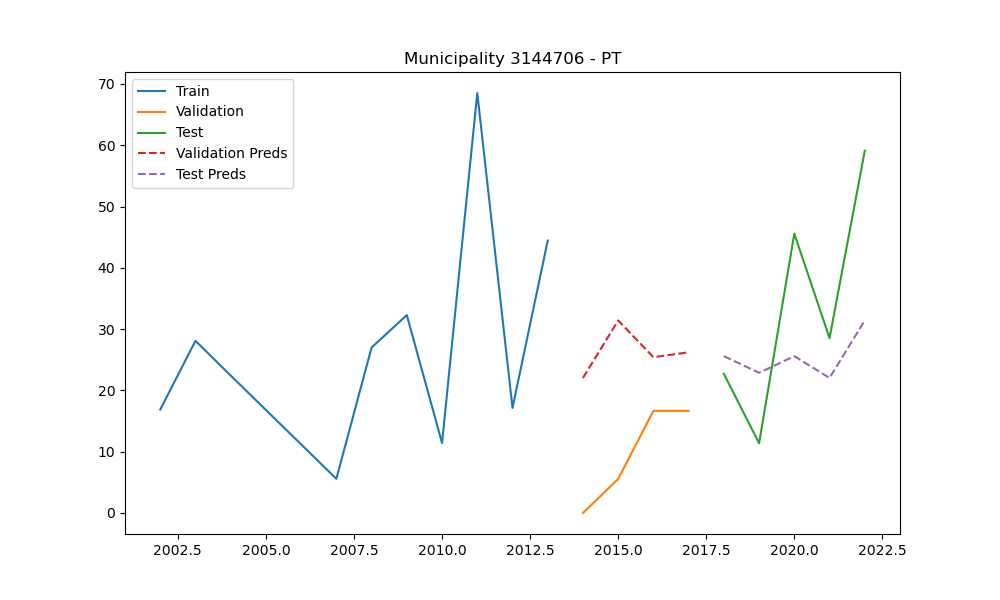 Municipality 3144706 - PT
Train
Validation
Test
Validation Preds
Test Preds
70
60
50
40
30
20
10
0
2002.5 2005.0 2007.5 2010.0 2012.5 2015.0 2017.5 2020.0 2022.5